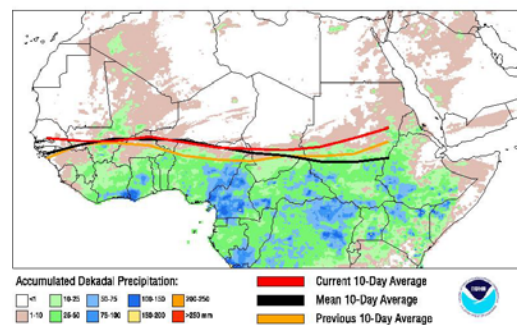 Accumulated Dekadal Precipitation:
<1 10-25 50-75 100-150 200-250
1-10 25-50 75-100 150-200 >250 mm
Current 10-Day Average
Mean 10-Day Average
Previous 10-Day Average
NOAA